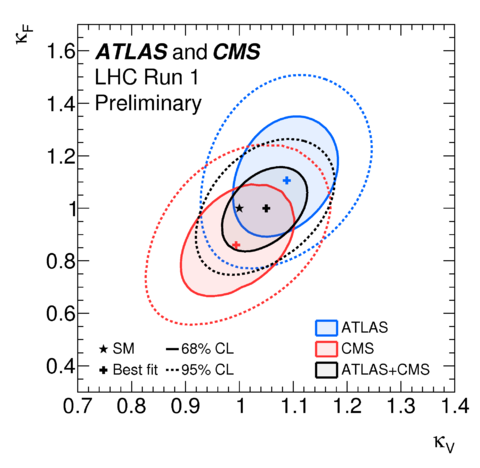 κF
1.6
1.4
1.2
1
0.8
0.6
0.4
ATLAS and CMS
LHC Run 1
Preliminary
SM
68% CL
Best fit
95% CL
ATLAS
CMS
ATLAS+CMS
0.7 0.8 0.9 1 1.1 1.2 1.3 1.4
κV